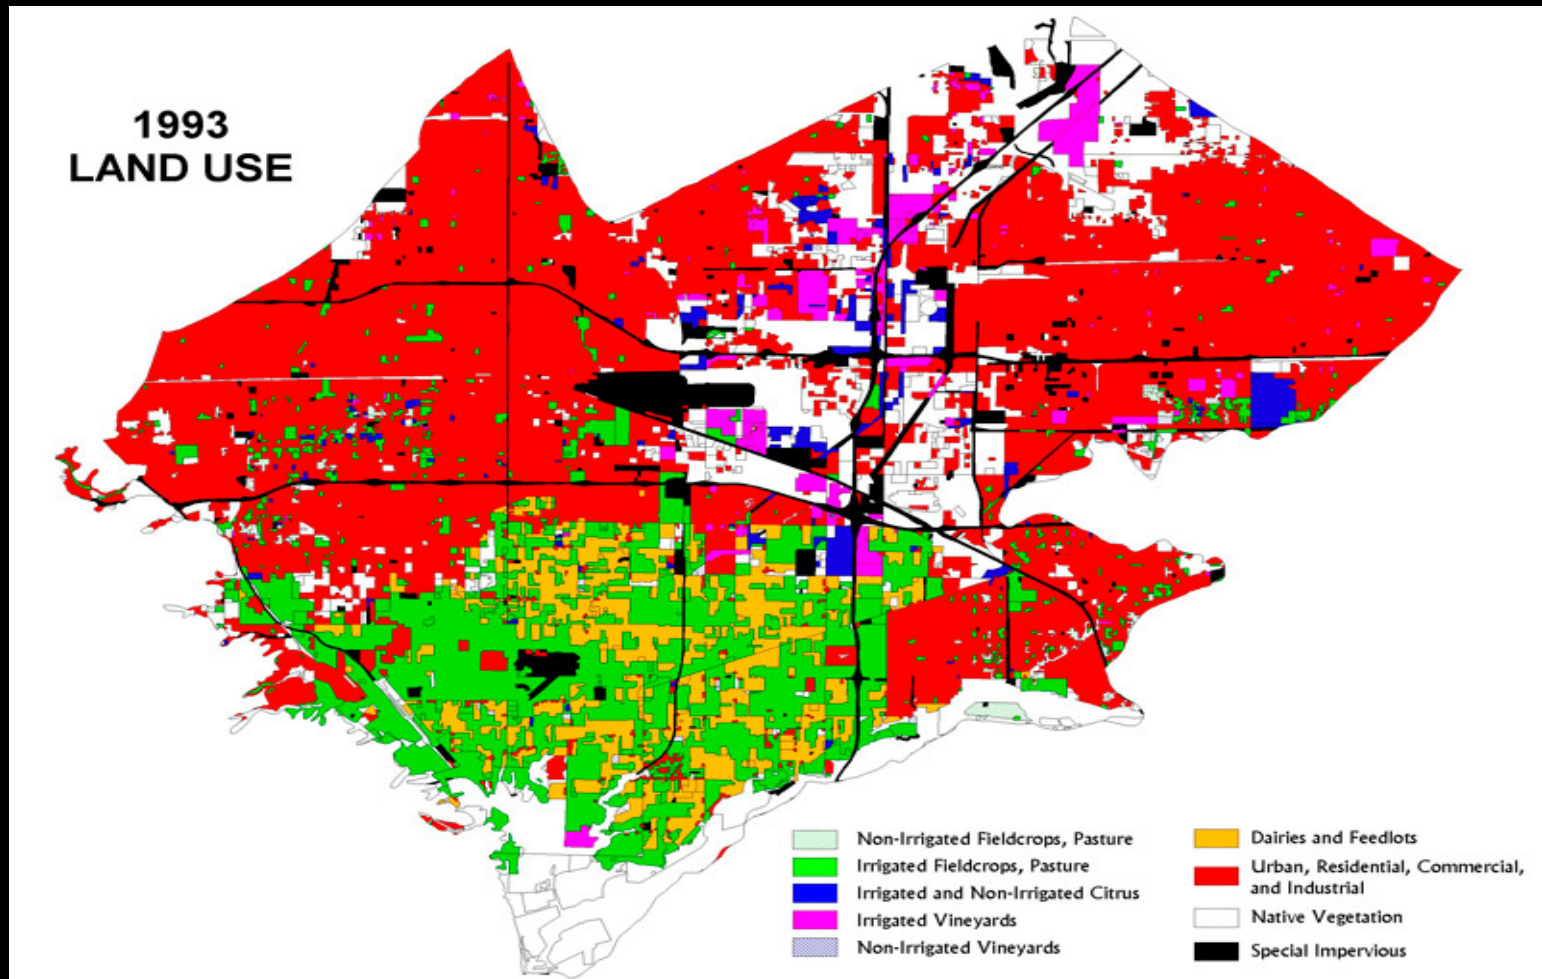 1993
LAND USE
Non-Irrigated Fieldcrops, Pasture
Irrigated Fieldcrops, Pasture
Irrigated and Non-Irrigated Citrus
Irrigated Vineyards
Non-Irrigated Vineyards
Dairies and Feedlots
Urban, Residential, Commercial,
and Industrial
Native Vegetation
Special Impervious